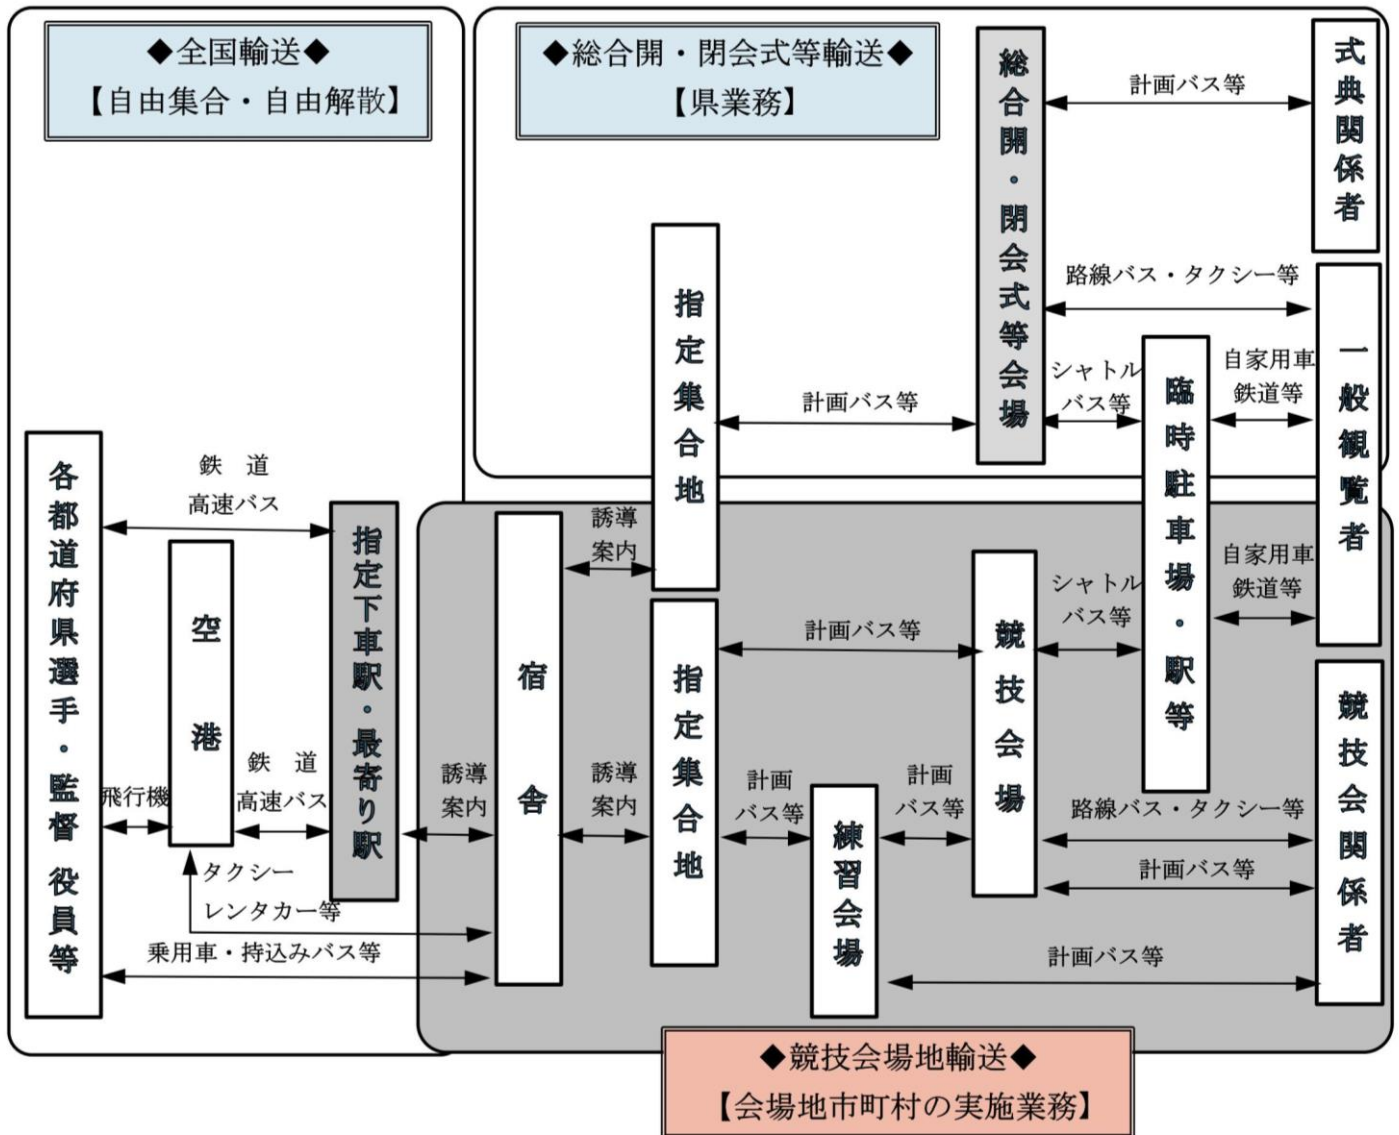 ◆全国輸送◆
【自由集合・自由解散】
◆総合開・閉会式等輸送◆
【県業務】
総合開・閉会式等会場
計画バス等
式典関係者
路線バス・タクシー等
指定集合地
計画バス等
シャトル
バス等
臨時駐車場・駅等
自家用車
鉄道等
一般観覧者
各都道府県選手・監督 役員等
鉄　道
高速バス
空　港
指定下車駅・最寄り駅
飛行機
鉄　道
高速バス
タクシー
レンタカー等
乗用車・持込みバス等
誘導
案内
宿　舎
誘導
案内
誘導
案内
指定集合地
計画バス等
計画
バス等
練習会場
計画
バス等
競技会場
シャトル
バス等
自家用車
鉄道等
路線バス・タクシー等
計画バス等
計画バス等
競技会関係者
◆競技会場地輸送◆
【会場地市町村の実施業務】